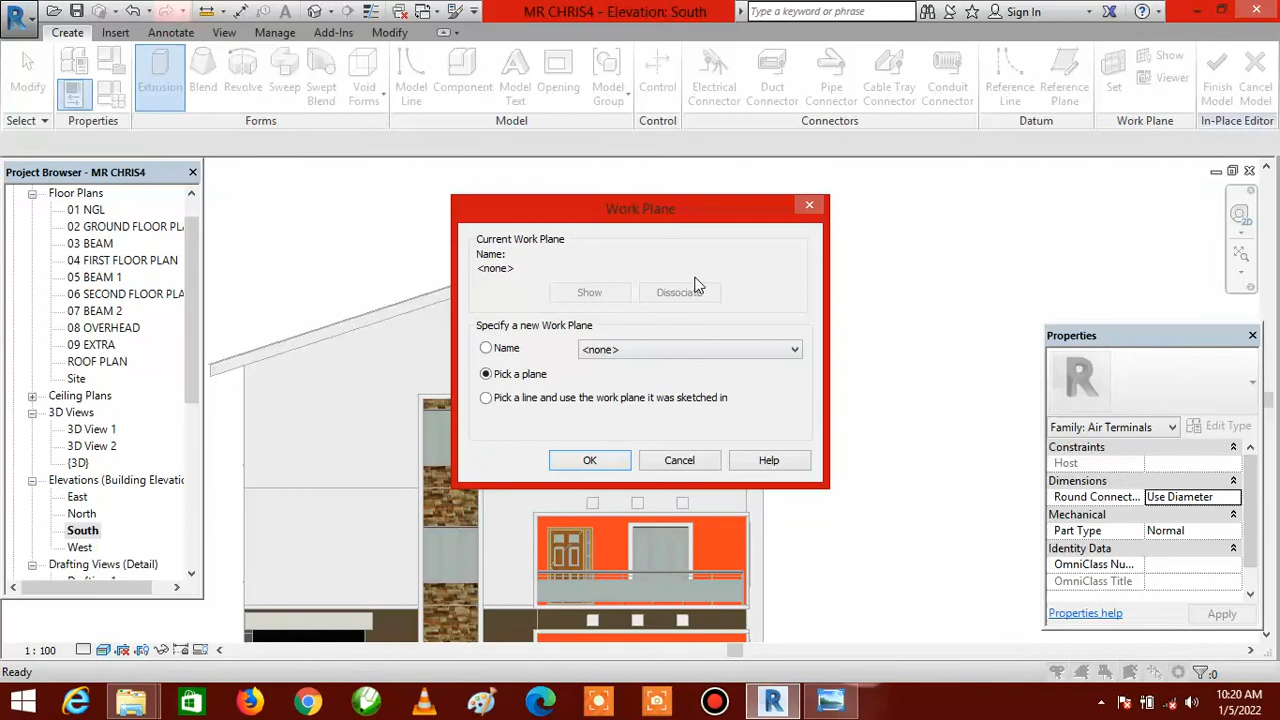 MR CHRIS4 - Elevation: South
Type a keyword or phrase
Sign In
Create Insert Annotate View Manage Add-Ins Modify
Modify
Extrusion Blend Revolve Sweep Swept Blend Void Forms
Model Line Component Model Text Opening Model Group
Control
Electrical Connector Duct Connector Pipe Connector Cable Tray Connector Conduit Connector
Reference Line Reference Plane
Set Show Viewer
Finish Model Cancel Model
Select Properties Forms Model Control Connectors Datum Work Plane In-Place Editor
Project Browser - MR CHRIS4
Floor Plans
01 NGL
02 GROUND FLOOR PL
03 BEAM
04 FIRST FLOOR PLAN
05 BEAM 1
06 SECOND FLOOR PLA
07 BEAM 2
08 OVERHEAD
09 EXTRA
ROOF PLAN
Site
Ceiling Plans
3D Views
3D View 1
3D View 2
{3D}
Elevations (Building Elevatio
East
North
South
West
Drafting Views (Detail)
Work Plane
Current Work Plane
Name:
<none>
Show Dissociate
Specify a new Work Plane
Name <none>
Pick a plane
Pick a line and use the work plane it was sketched in
OK Cancel Help
Properties
R
Family: Air Terminals Edit Type
Constraints
Host
Dimensions
Round Connect... Use Diameter
Mechanical
Part Type Normal
Identity Data
OmniClass Nu...
OmniClass Title
Properties help Apply
1 : 100
Ready
:0
10:20 AM
1/5/2022